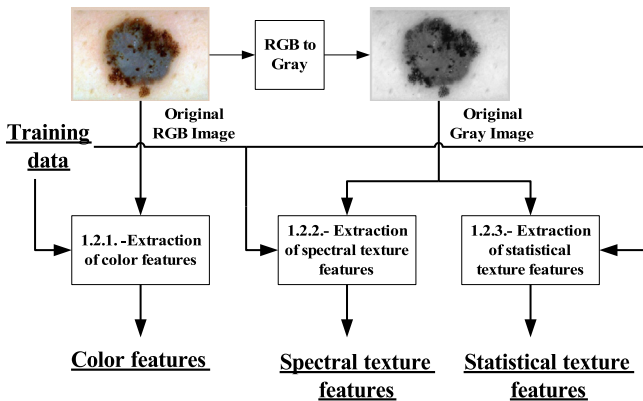 RGB to
Gray
Original
RGB Image
Original
Gray Image
Training
data
1.2.1. -Extraction
of color features
1.2.2.- Extraction
of spectral texture
features
1.2.3.- Extraction
of statistical
texture features
Color features
Spectral texture
features
Statistical texture
features